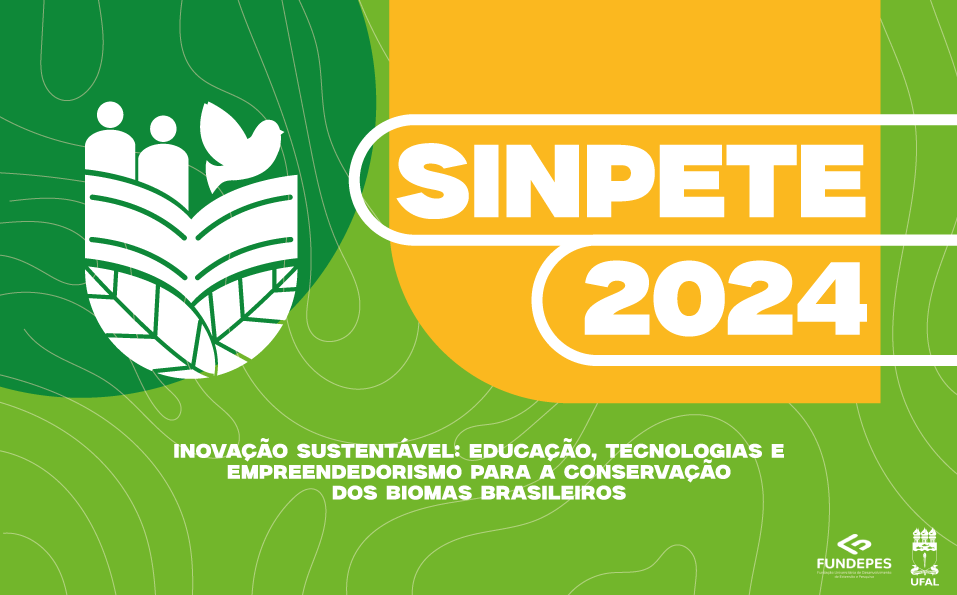 SINPETE
2024
INOVAÇÃO SUSTENTÁVEL: EDUCAÇÃO, TECNOLOGIAS E
EMPREENDEDORISMO PARA A CONSERVAÇÃO
DOS BIOMAS BRASILEIROS
FUNDEPES
UFAL